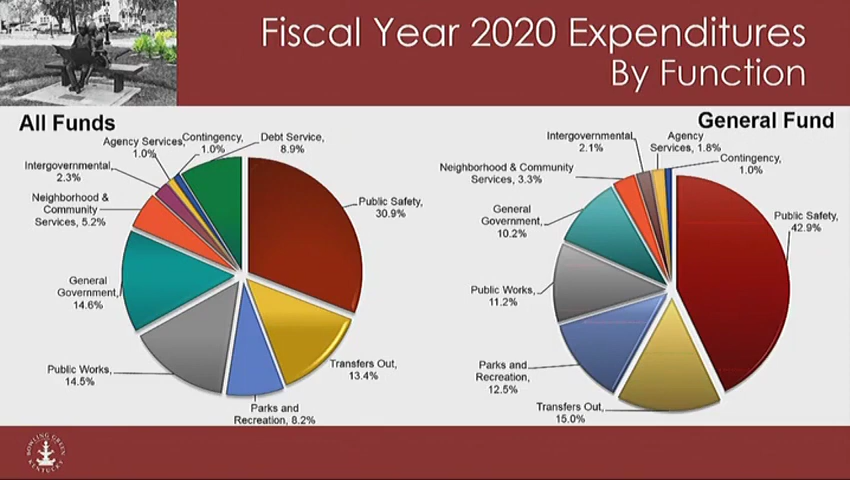 Fiscal Year 2020 Expenditures
By Function
All Funds
Agency Services,
1.0%
Contingency,
1.0%
Debt Service,
8.9%
Intergovernmental,
2.3%
Neighborhood &
Community
Services, 5.2%
Public Safety,
30.9%
General
Government,
14.6%
Public Works,
14.5%
Transfers Out,
13.4%
Parks and
Recreation, 8.2%
General Fund
Intergovernmental,
2.1%
Agency
Services, 1.8%
Contingency,
1.0%
Neighborhood & Community
Services, 3.3%
General
Government,
10.2%
Public Safety,
42.9%
Public Works,
11.2%
Parks and
Recreation,
12.5%
Transfers Out,
15.0%
BOWLING GREEN
KENTUCKY